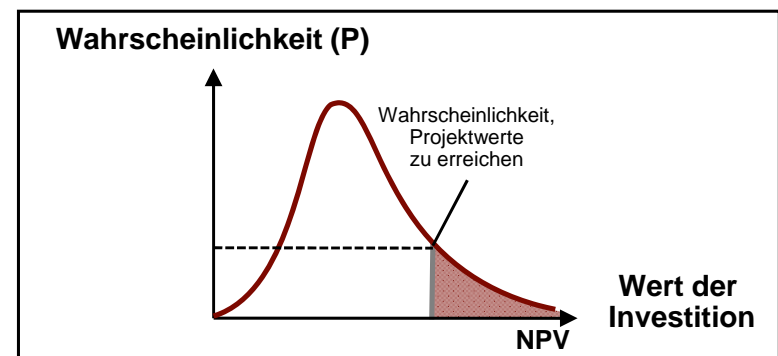 Wahrscheinlichkeit (P)
Wahrscheinlichkeit,
Projektwerte
zu erreichen
Wert der
Investition
NPV